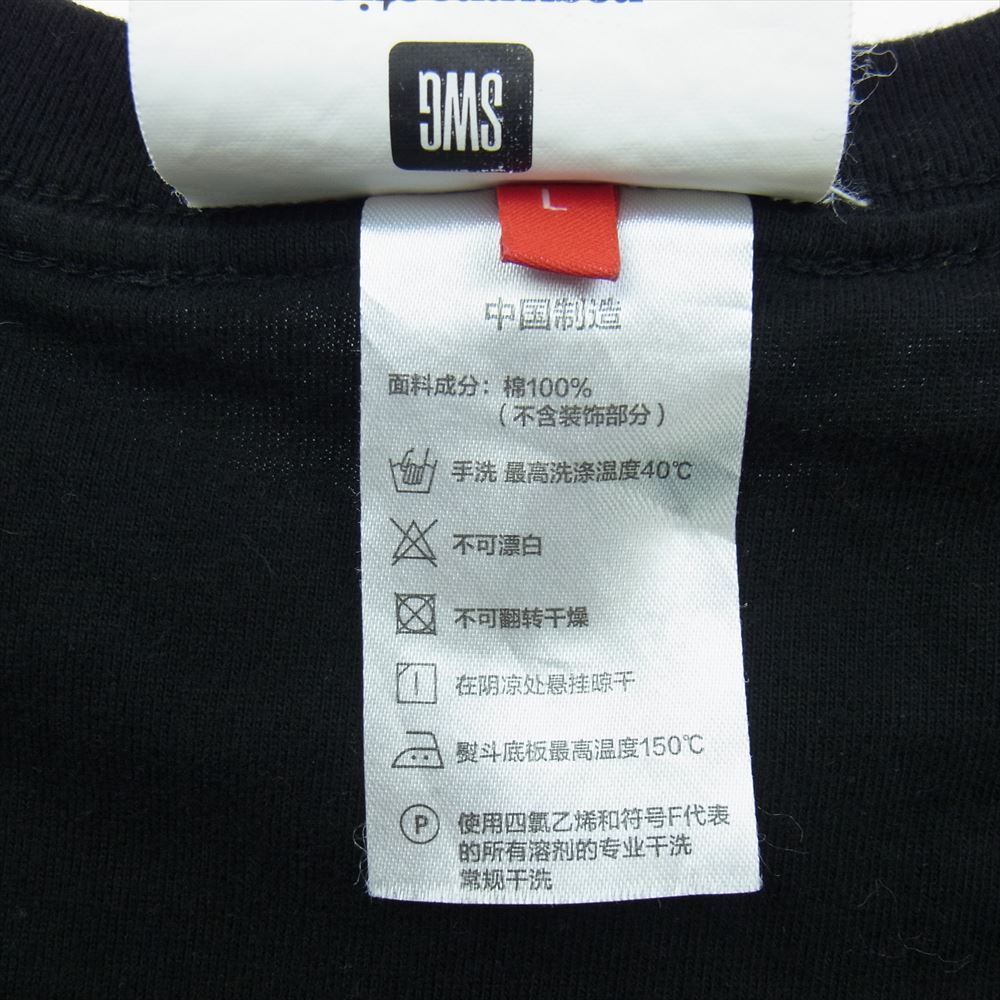 SWG
L
中国制造
面料成分：棉100%
（不含装饰部分）
手洗 最高洗涤温度40℃
不可漂白
不可翻转干燥
在阴凉处悬挂晾干
熨斗底板最高温度150℃
P
使用四氯乙烯和符号F代表
的所有溶剂的专业干洗
常规干洗